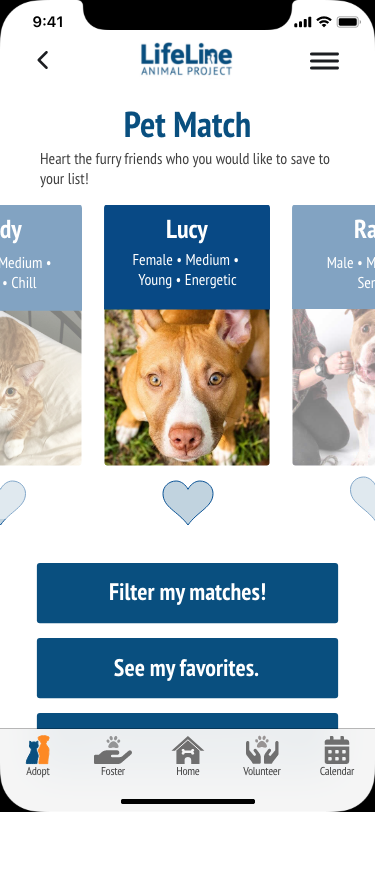 9:41
LifeLine
ANIMAL PROJECT
Pet Match
Heart the furry friends who you would like to save to
your list!
dy
Medium •
• Chill
Lucy
Female • Medium •
Young • Energetic
Ra
Male • M
Ser
Filter my matches!
See my favorites.
Adopt
Foster
Home
Volunteer
Calendar